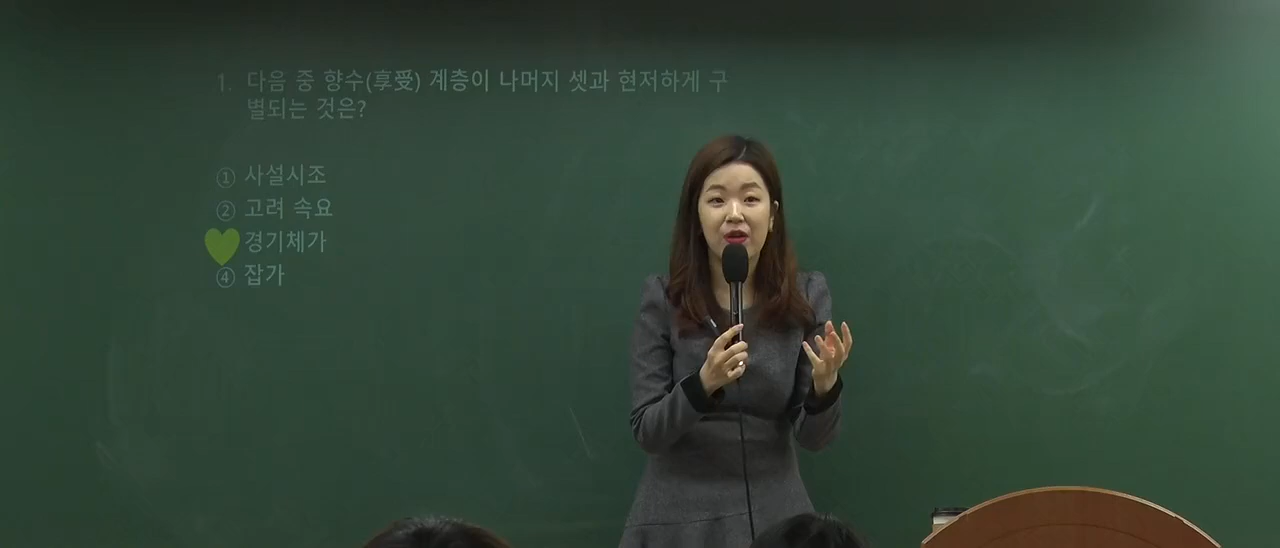 1. 다음 중 향수(享受) 계층이 나머지 셋과 현저하게 구
별되는 것은?
① 사설시조
② 고려 속요
경기체가
④ 잡가